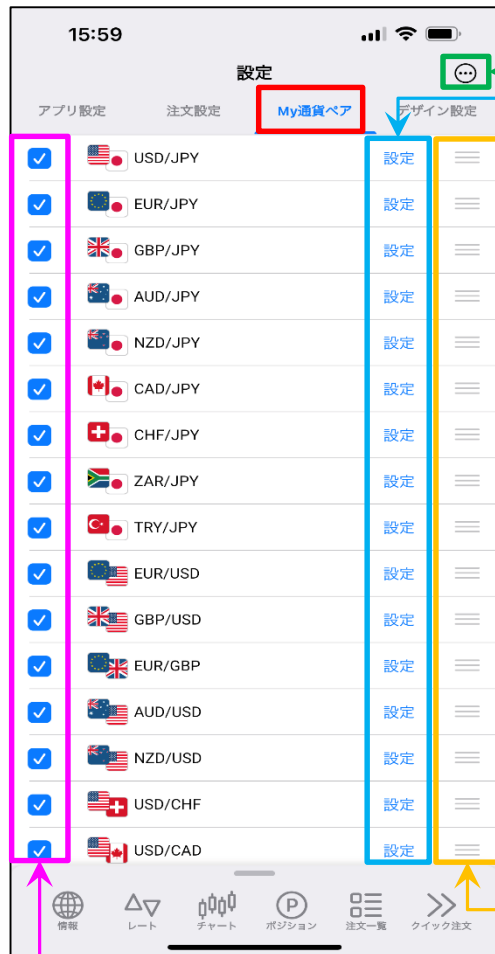 15:59
設定
アプリ設定 注文設定 My通貨ペア デザイン設定
USD/JPY 設定
EUR/JPY 設定
GBP/JPY 設定
AUD/JPY 設定
NZD/JPY 設定
CAD/JPY 設定
CHF/JPY 設定
ZAR/JPY 設定
TRY/JPY 設定
EUR/USD 設定
GBP/USD 設定
EUR/GBP 設定
AUD/USD 設定
NZD/USD 設定
USD/CHF 設定
USD/CAD 設定
P
情報 レート チャート ポジション 注文一覧 クイック注文